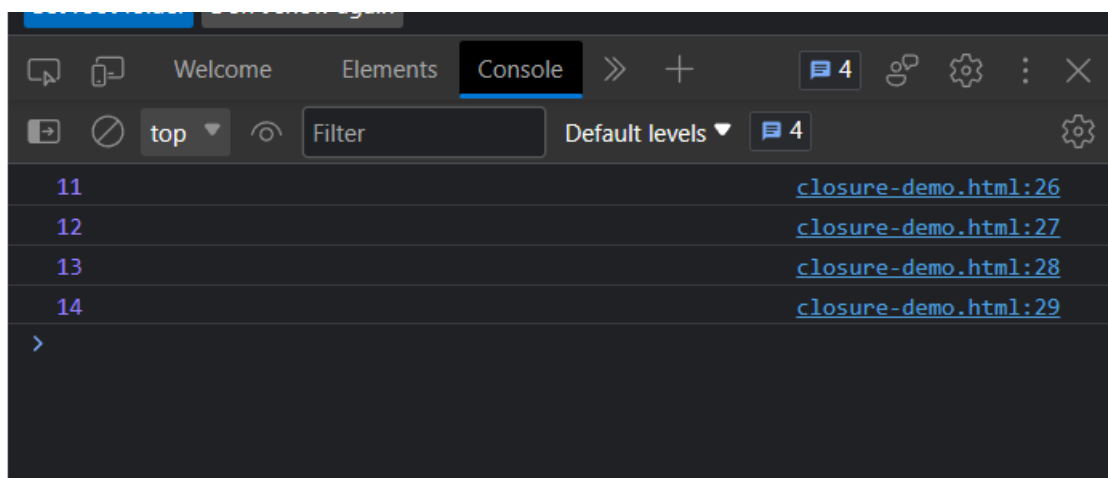 Welcome Elements Console 4
top Filter Default levels 4
11 closure-demo.html:26
12 closure-demo.html:27
13 closure-demo.html:28
14 closure-demo.html:29